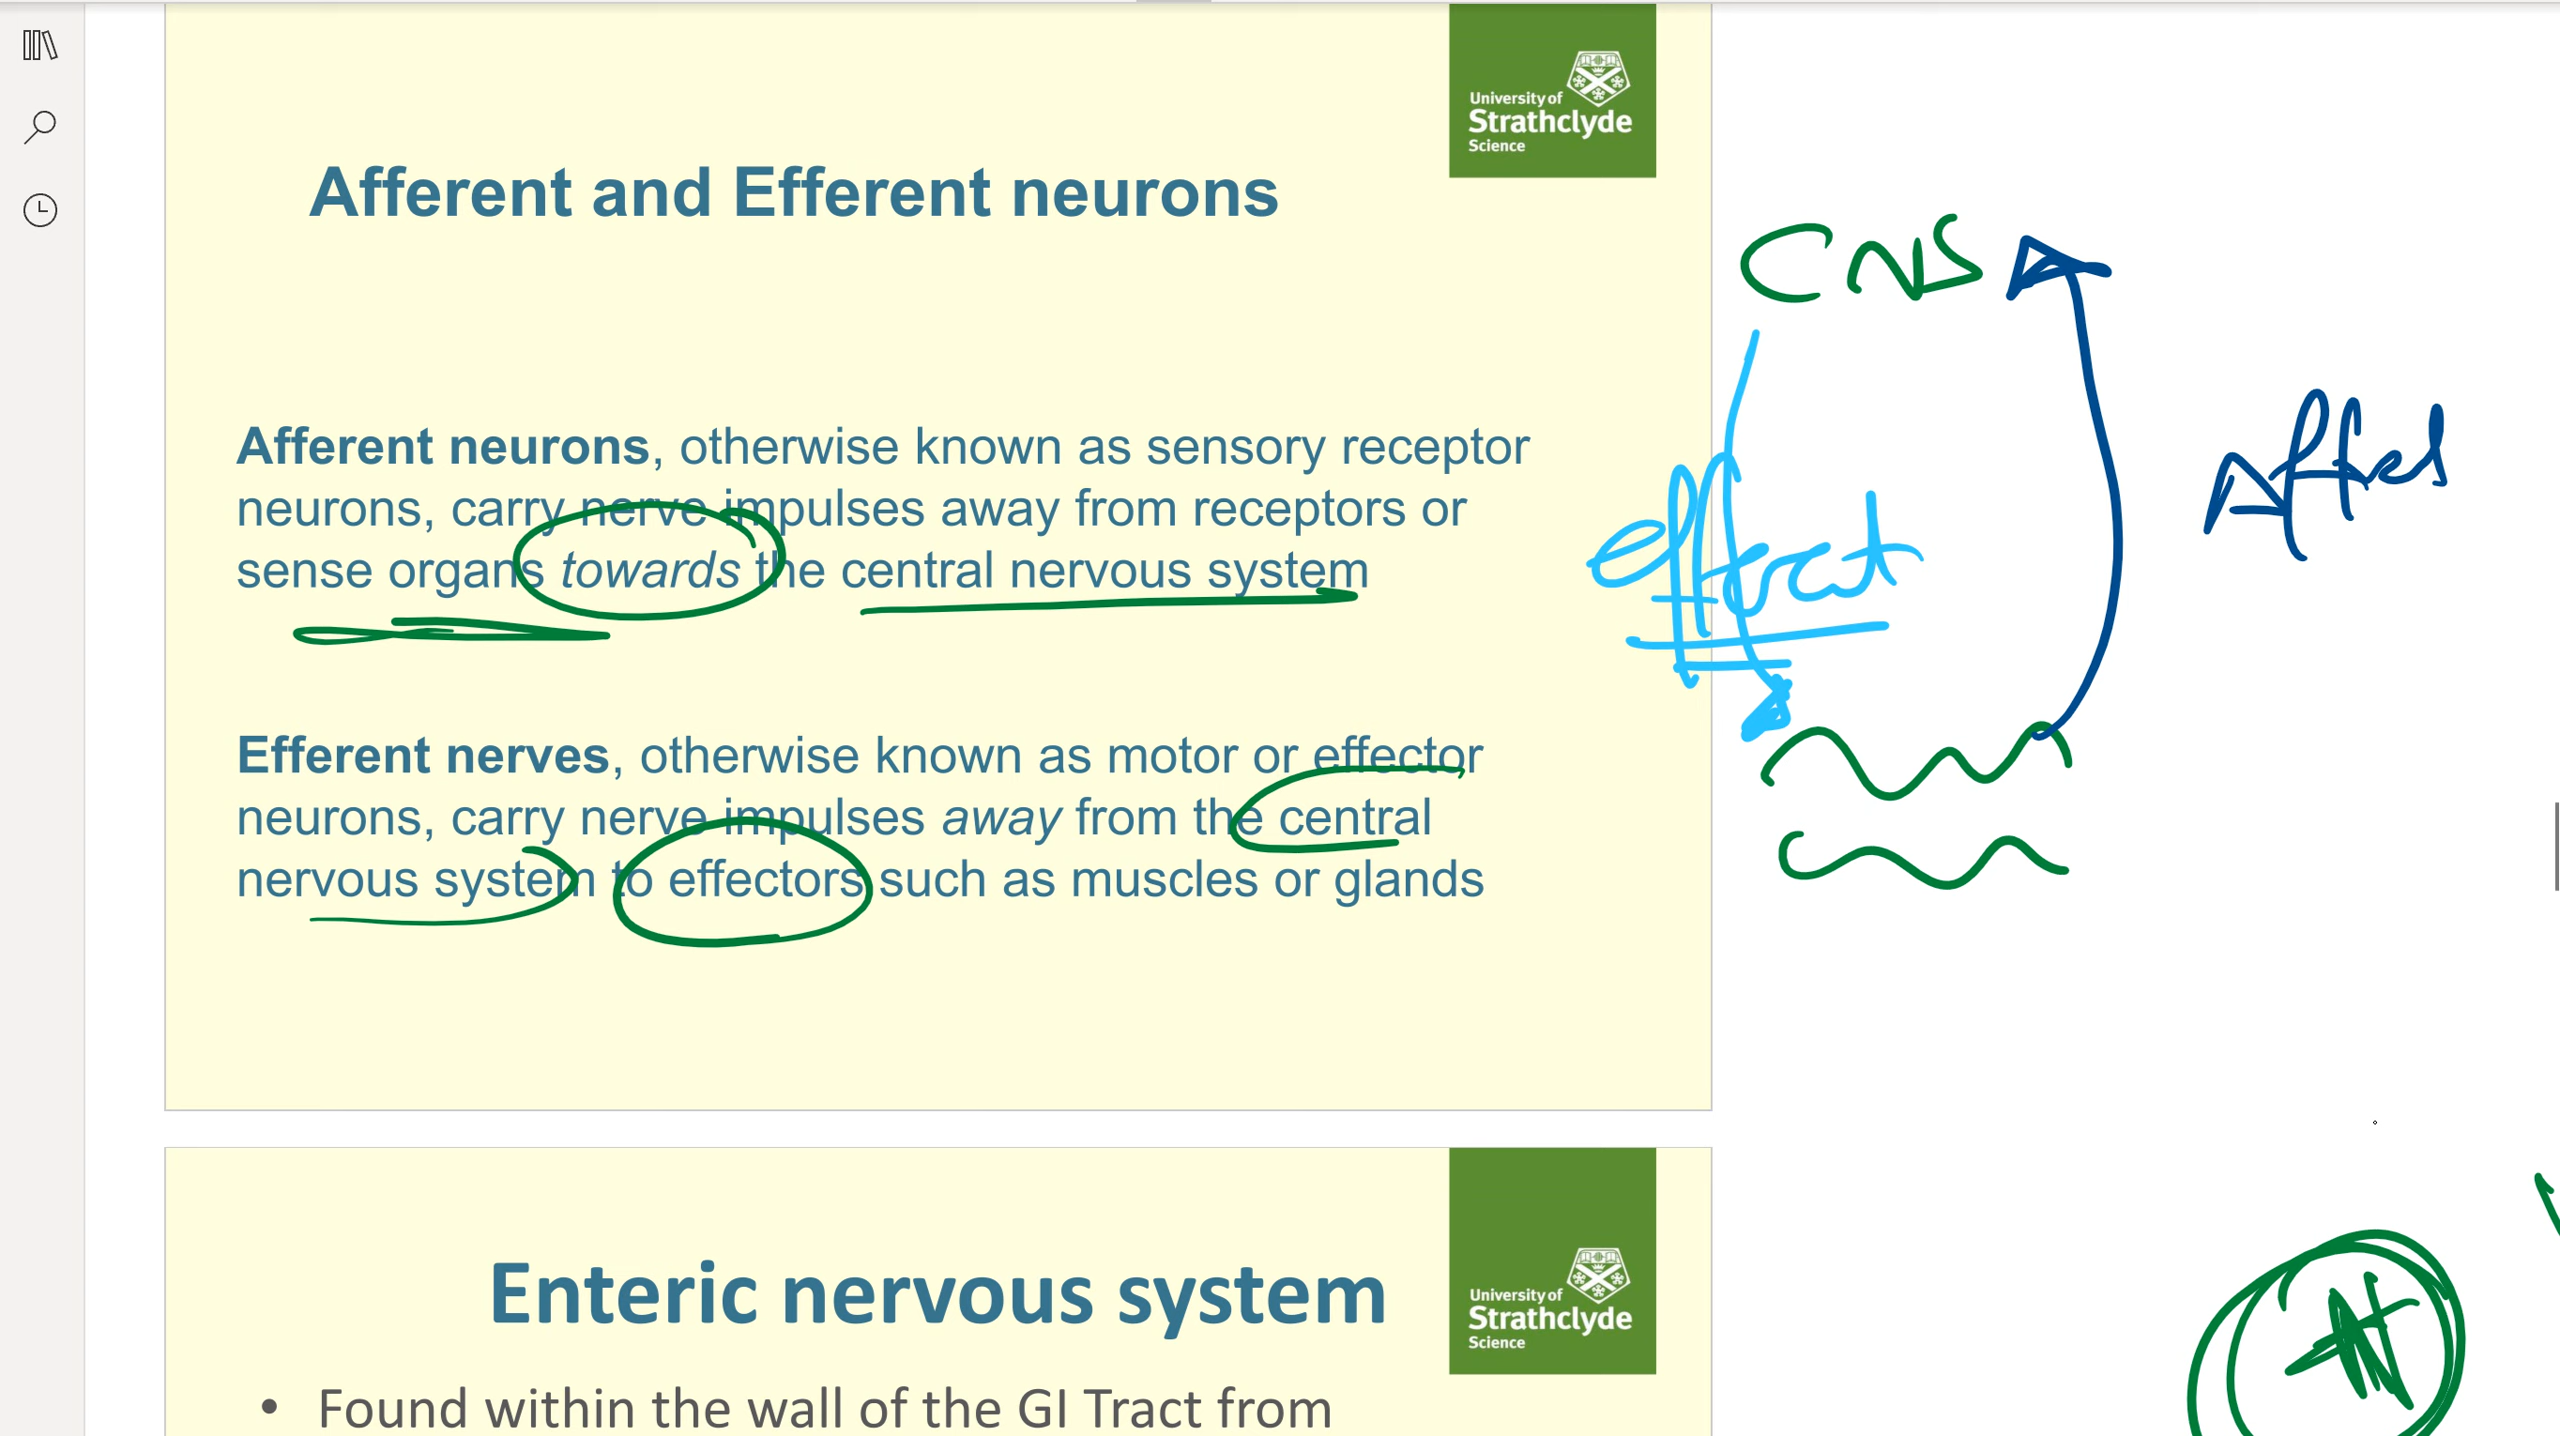 University of
Strathclyde
Science
Afferent and Efferent neurons
CNS
Afferent neurons, otherwise known as sensory receptor
neurons, carry nerve impulses away from receptors or
sense organs towards the central nervous system
Efferent nerves, otherwise known as motor or effector
neurons, carry nerve impulses away from the central
nervous system to effectors such as muscles or glands
University of
Strathclyde
Science
Enteric nervous system
• Found within the wall of the GI Tract from